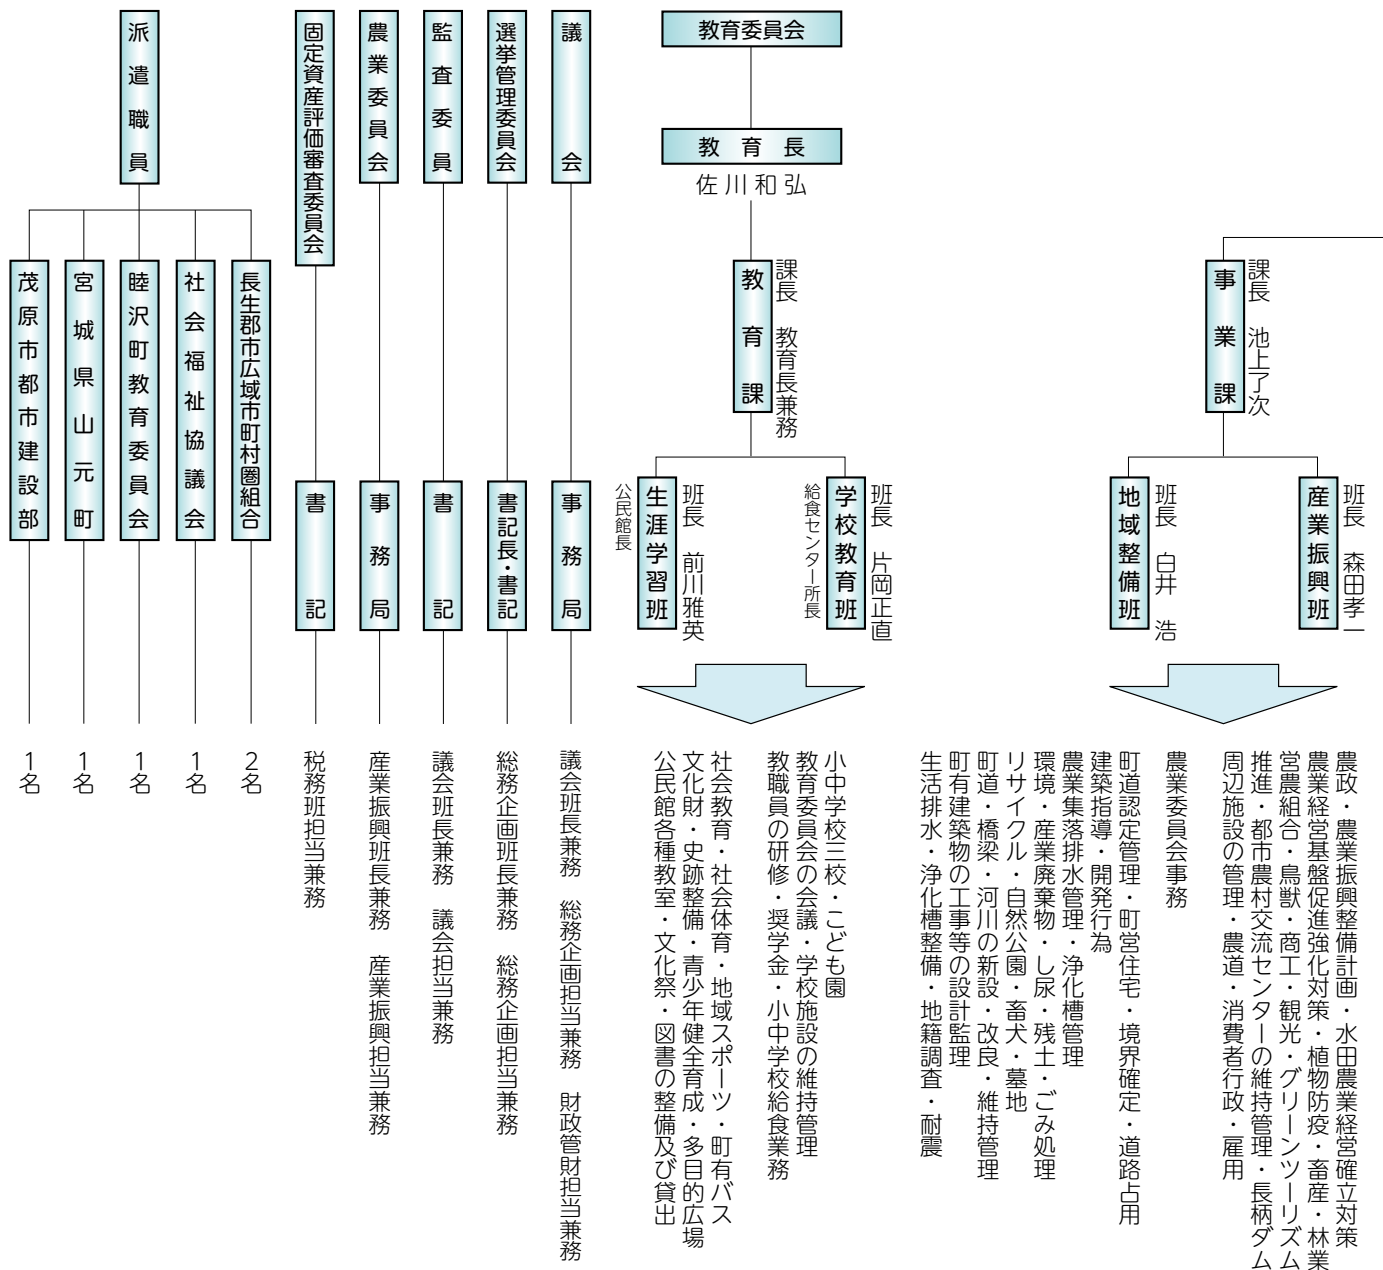 事業課
課長　池上了次
産業振興班
班長　森田孝一
地域整備班
班長　白井　浩
農政・農業振興整備計画・水田農業経営確立対策
農業経営基盤促進強化対策・植物防疫・畜産・林業
営農組合・鳥獣・商工・観光・グリーンツーリズム
推進・都市農村交流センターの維持管理・長柄ダム
周辺施設の管理・農道・消費者行政・雇用
農業委員会事務
町道認定管理・町営住宅・境界確定・道路占用
建築指導・開発行為
農業集落排水管理・浄化槽管理
環境・産業廃棄物・し尿・残土・ごみ処理
リサイクル・自然公園・畜犬・墓地
町道・橋梁・河川の新設・改良・維持管理
町有建築物の工事等の設計監理
生活排水・浄化槽整備・地籍調査・耐震
教育委員会
教育長
佐川和弘
教育課
課長　教育長兼務
学校教育班
班長　片岡正直
給食センター所長
生涯学習班
班長　前川雅英
公民館長
小中学校三校・こども園
教育委員会の会議・学校施設の維持管理
教職員の研修・奨学金・小中学校給食業務
社会教育・社会体育・地域スポーツ・町有バス
文化財・史跡整備・青少年健全育成・多目的広場
公民館各種教室・文化祭・図書の整備及び貸出
議会
事務局
議会班長兼務　総務企画担当兼務　財政管財担当兼務
選挙管理委員会
書記長・書記
総務企画班長兼務　総務企画担当兼務
監査委員
書記
議会班長兼務　議会担当兼務
農業委員会
事務局
産業振興班長兼務　産業振興担当兼務
固定資産評価審査委員会
書記
税務班担当兼務
派遣職員
長生郡市広域市町村圏組合
2名
社会福祉協議会
1名
睦沢町教育委員会
1名
宮城県山元町
1名
茂原市都市建設部
1名